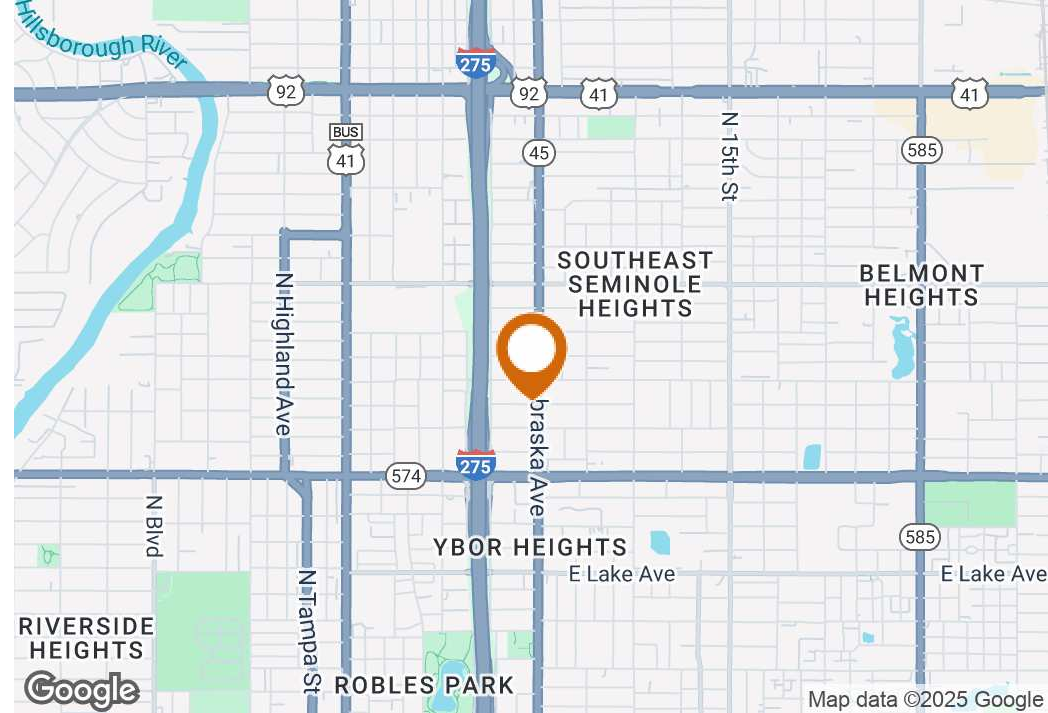 Hillsborough River
275
92
92
41
41
BUS
41
45
N 15th St
585
SOUTHEAST
SEMINOLE
HEIGHTS
BELMONT
HEIGHTS
N Highland Ave
braska Ave
574
275
N Blvd
585
YBOR HEIGHTS
E Lake Ave
E Lake Ave
N Tampa St
RIVERSIDE
HEIGHTS
ROBLES PARK
Google
Map data ©2025 Google